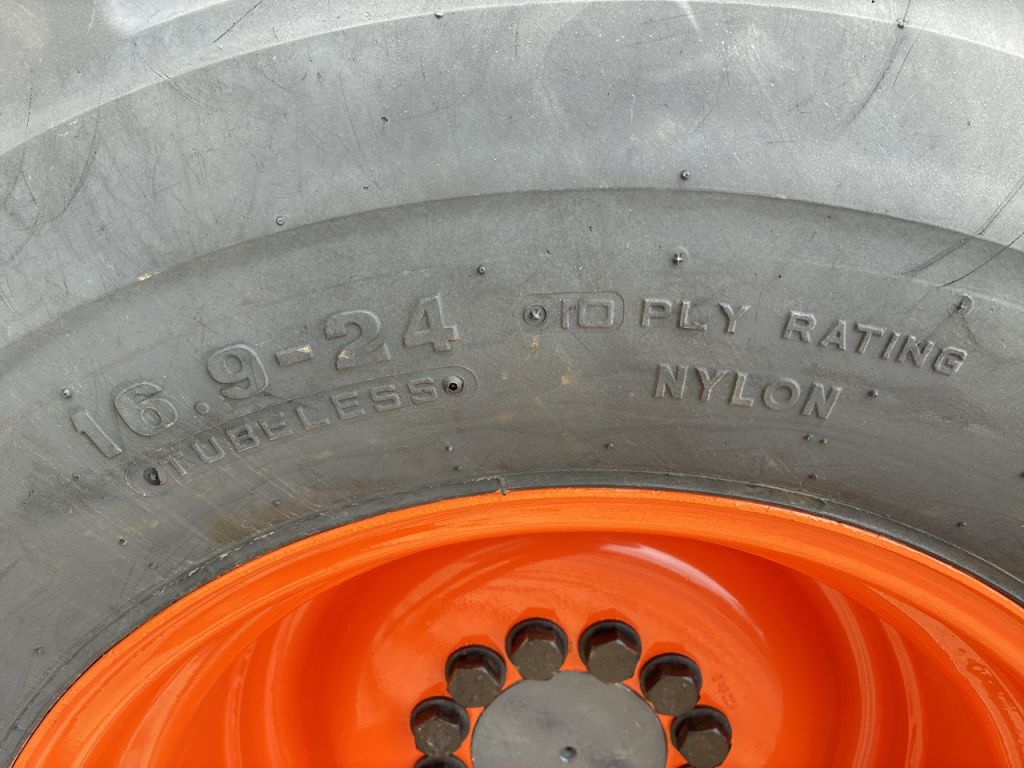 16.9-24
TUBELESS
10 PLY RATING
NYLON